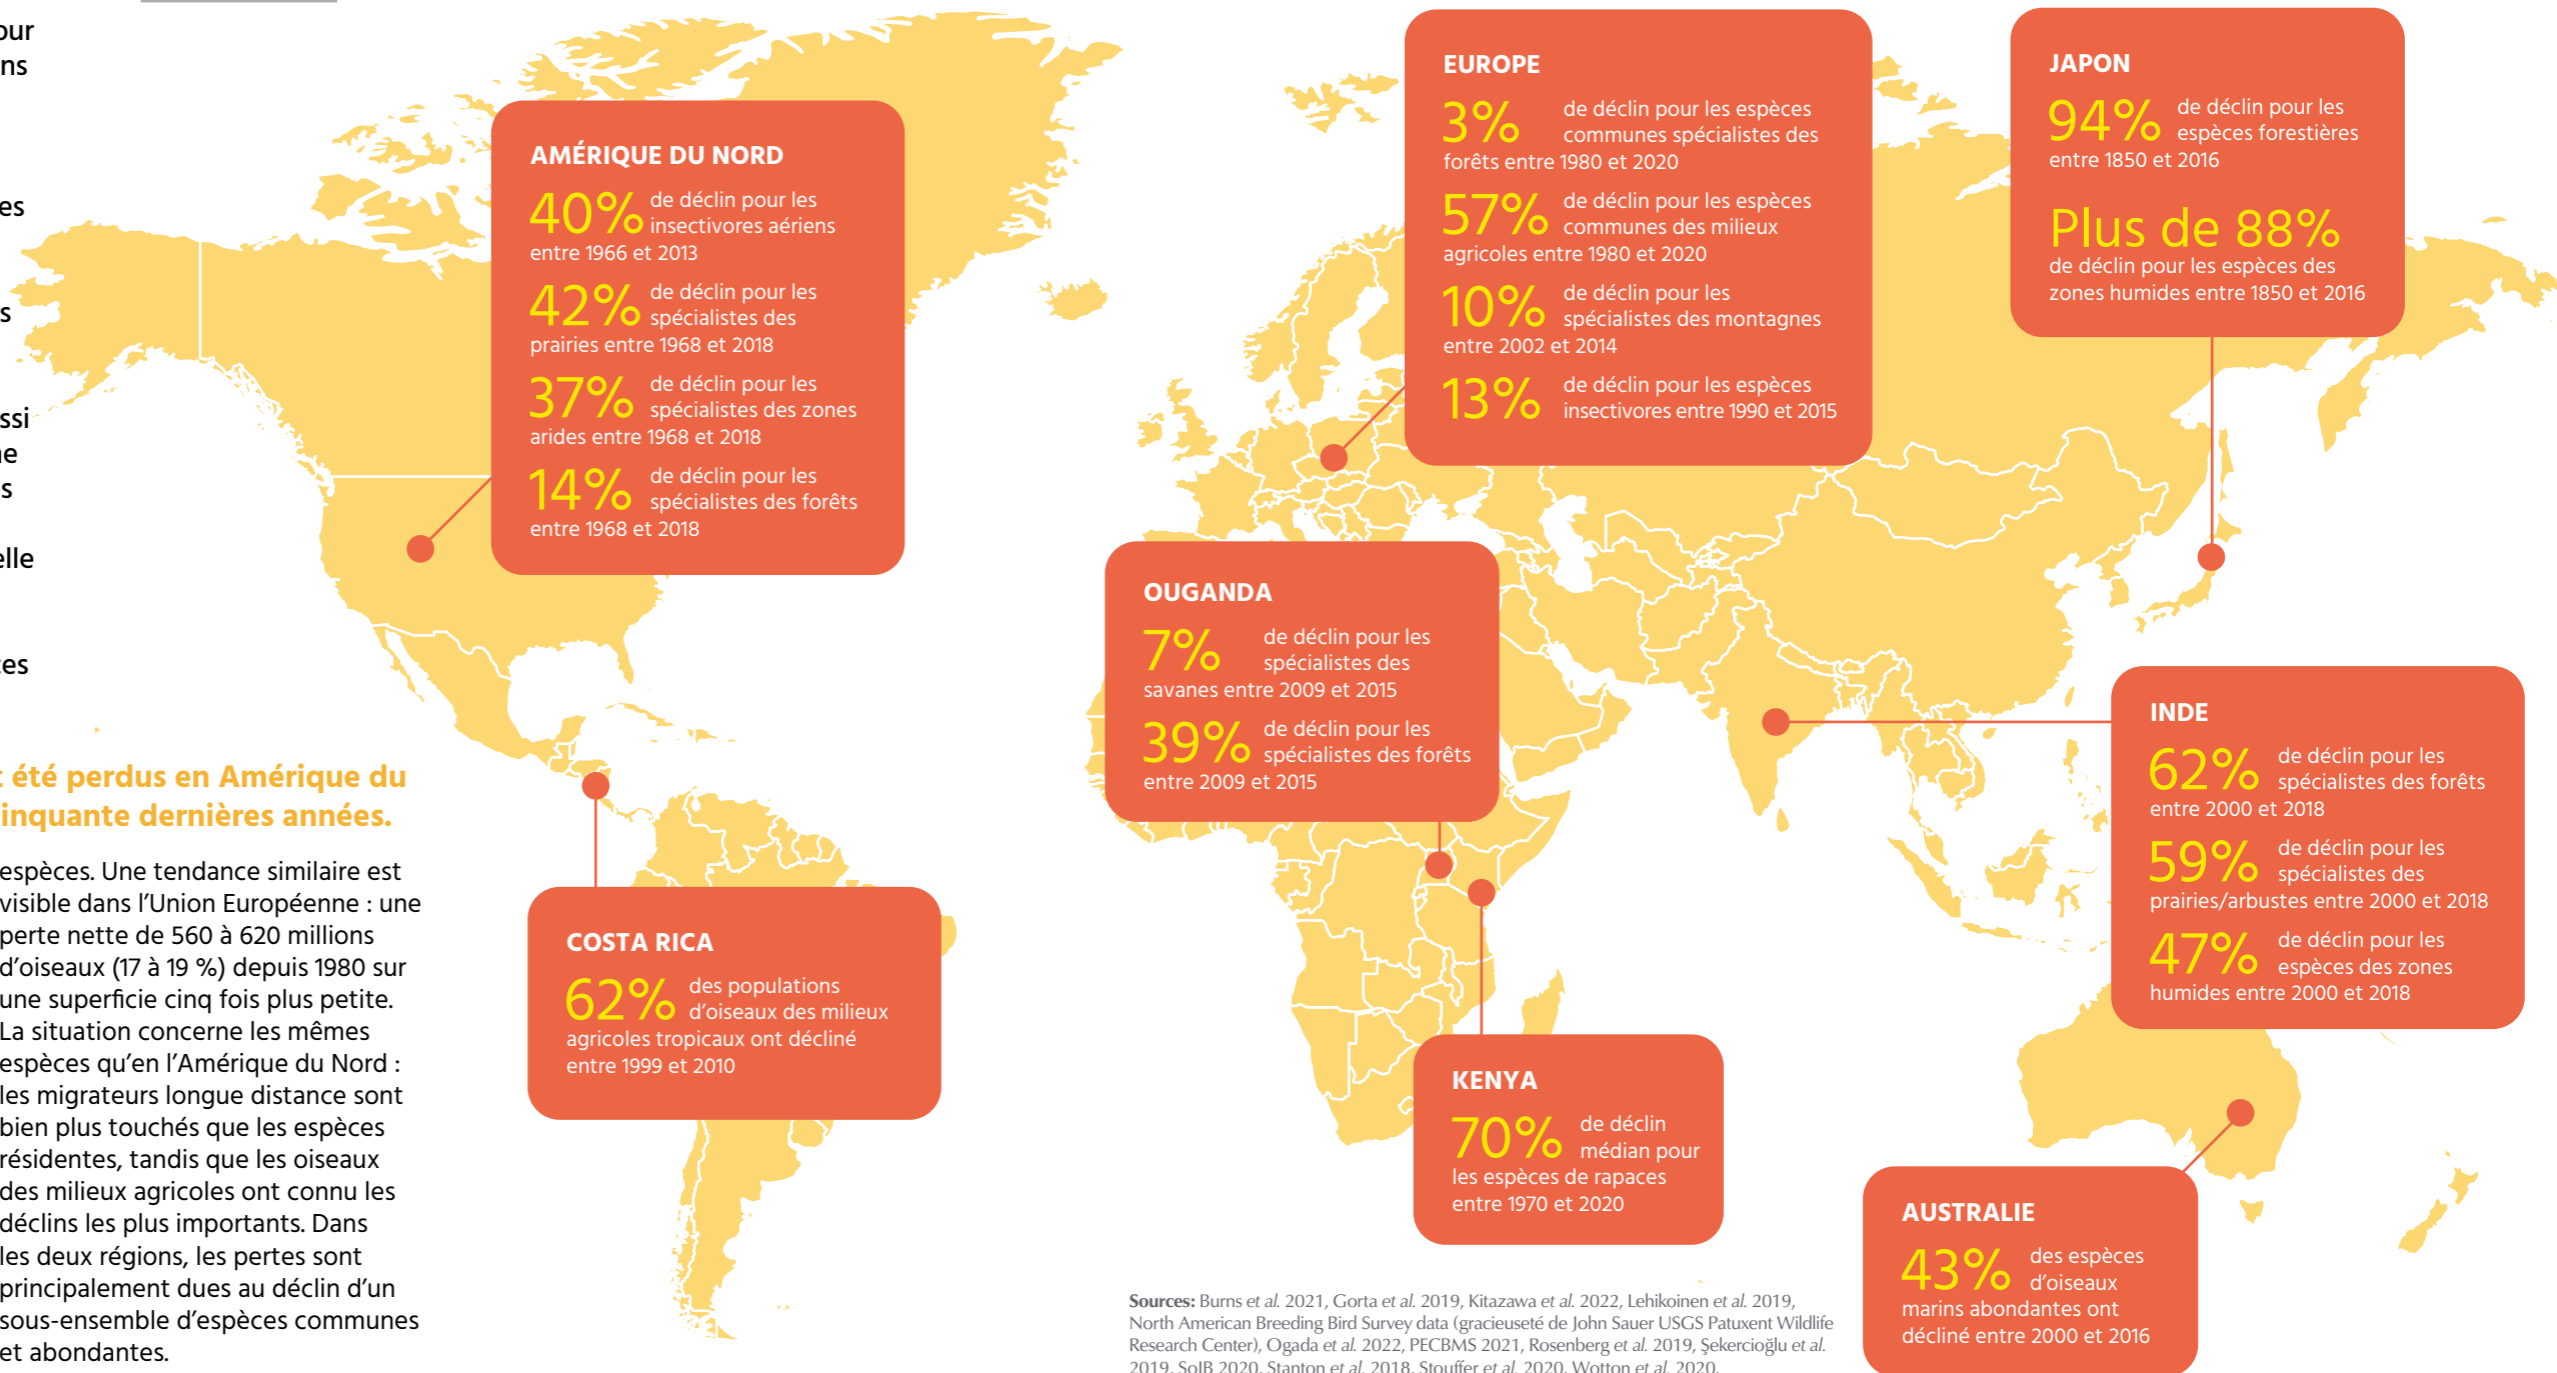 our
ns
es
s
ssi
ne
s
elle
ces
t été perdus en Amérique du
inquante dernières années.
espèces. Une tendance similaire est
visible dans l’Union Européenne : une
perte nette de 560 à 620 millions
d’oiseaux (17 à 19 %) depuis 1980 sur
une superficie cinq fois plus petite.
La situation concerne les mêmes
espèces qu’en l’Amérique du Nord :
les migrateurs longue distance sont
bien plus touchés que les espèces
résidentes, tandis que les oiseaux
des milieux agricoles ont connu les
déclins les plus importants. Dans
les deux régions, les pertes sont
principalement dues au déclin d’un
sous-ensemble d’espèces communes
et abondantes.
AMÉRIQUE DU NORD
40% de déclin pour les
insectivores aériens
entre 1966 et 2013
42% de déclin pour les
spécialistes des
prairies entre 1968 et 2018
37% de déclin pour les
spécialistes des zones
arides entre 1968 et 2018
14% de déclin pour les
spécialistes des forêts
entre 1968 et 2018
COSTA RICA
62% des populations
d’oiseaux des milieux
agricoles tropicaux ont décliné
entre 1999 et 2010
EUROPE
3% de déclin pour les espèces
communes spécialistes des
forêts entre 1980 et 2020
57% de déclin pour les espèces
communes des milieux
agricoles entre 1980 et 2020
10% de déclin pour les
spécialistes des montagnes
entre 2002 et 2014
13% de déclin pour les espèces
insectivores entre 1990 et 2015
OUGANDA
7% de déclin pour les
spécialistes des
savanes entre 2009 et 2015
39% de déclin pour les
spécialistes des forêts
entre 2009 et 2015
KENYA
70% de déclin
médian pour
les espèces de rapaces
entre 1970 et 2020
JAPON
94% de déclin pour les
espèces forestières
entre 1850 et 2016
Plus de 88%
de déclin pour les espèces des
zones humides entre 1850 et 2016
INDE
62% de déclin pour les
spécialistes des forêts
entre 2000 et 2018
59% de déclin pour les
spécialistes des
prairies/arbustes entre 2000 et 2018
47% de déclin pour les
espèces des zones
humides entre 2000 et 2018
AUSTRALIE
43% des espèces
d’oiseaux
marins abondantes ont
décliné entre 2000 et 2016
Sources: Burns et al. 2021, Gorta et al. 2019, Kitazawa et al. 2022, Lehikoinen et al. 2019,
North American Breeding Bird Survey data (gracieuseté de John Sauer USGS Patuxent Wildlife
Research Center), Ogada et al. 2022, PECBMS 2021, Rosenberg et al. 2019, Şekercioğlu et al.
2019, SoIB 2020, Stanton et al. 2018, Stouffer et al. 2020, Wotton et al. 2020.